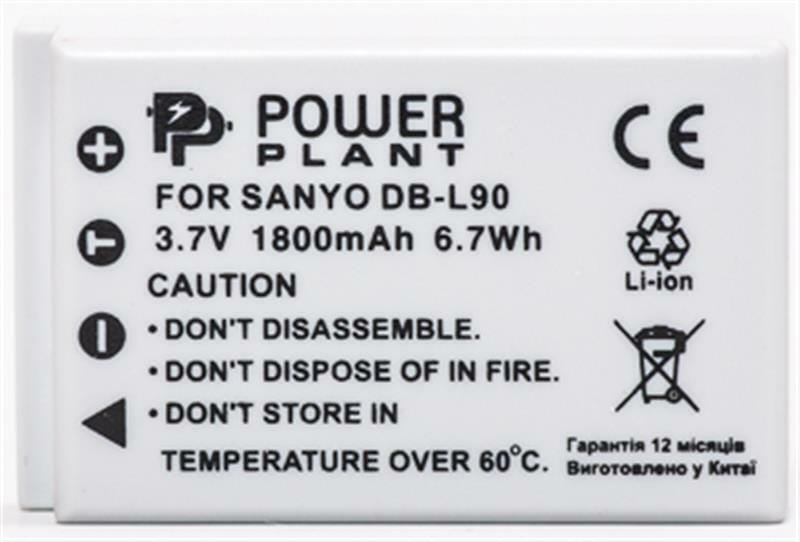 PP POWER
PLANT
CE
FOR SANYO DB-L90
3.7V 1800mAh 6.7Wh
Li-ion
CAUTION
• DON'T DISASSEMBLE.
• DON'T DISPOSE OF IN FIRE.
• DON'T STORE IN
TEMPERATURE OVER 60°C.
+
T
–
Гарантія 12 місяців
Виготовлено у Китаї